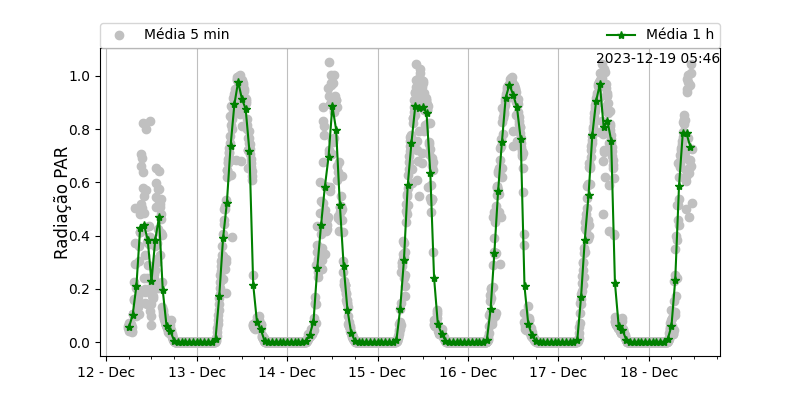 Média 5 min
Média 1 h
2023-12-19 05:46
1.0
0.8
0.6
0.4
0.2
0.0
Radiação PAR
12 - Dec
13 - Dec
14 - Dec
15 - Dec
16 - Dec
17 - Dec
18 - Dec